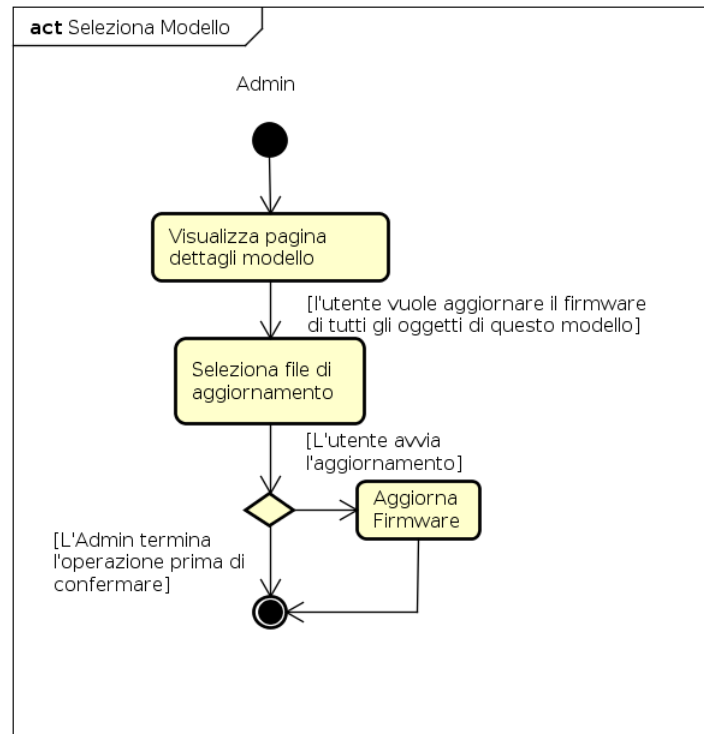 act Seleziona Modello
Admin
Visualizza pagina
dettagli modello
[l'utente vuole aggiornare il firmware
di tutti gli oggetti di questo modello]
Seleziona file di
aggiornamento
[L'utente avvia
l'aggiornamento]
Aggiorna
Firmware
[L'Admin termina
l'operazione prima di
confermare]